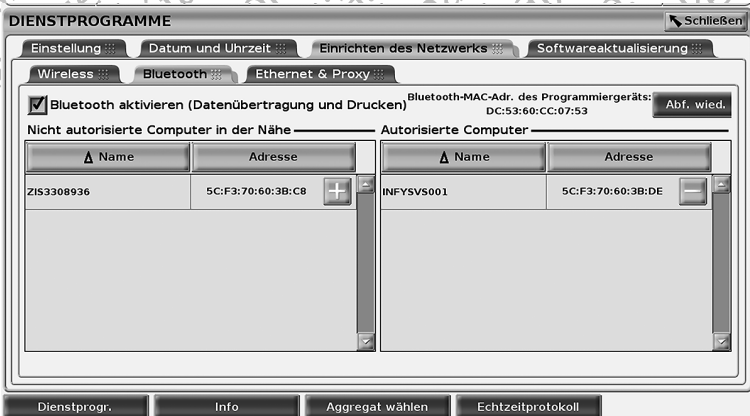 DIENSTPROGRAMME
Schließen
Einstellung
Datum und Uhrzeit
Einrichten des Netzwerks
Softwareaktualisierung
Wireless
Bluetooth
Ethernet & Proxy
Bluetooth aktivieren (Datenübertragung und Drucken)
Bluetooth-MAC-Adr. des Programmiergeräts:
DC:53:60:CC:07:53
Abf. wied.
Nicht autorisierte Computer in der Nähe
Autorisierte Computer
Δ Name
Adresse
Δ Name
Adresse
ZIS3308936
5C:F3:70:60:3B:C8
+
INFYSVS001
5C:F3:70:60:3B:DE
−
Dienstprogr.
Info
Aggregat wählen
Echtzeitprotokoll